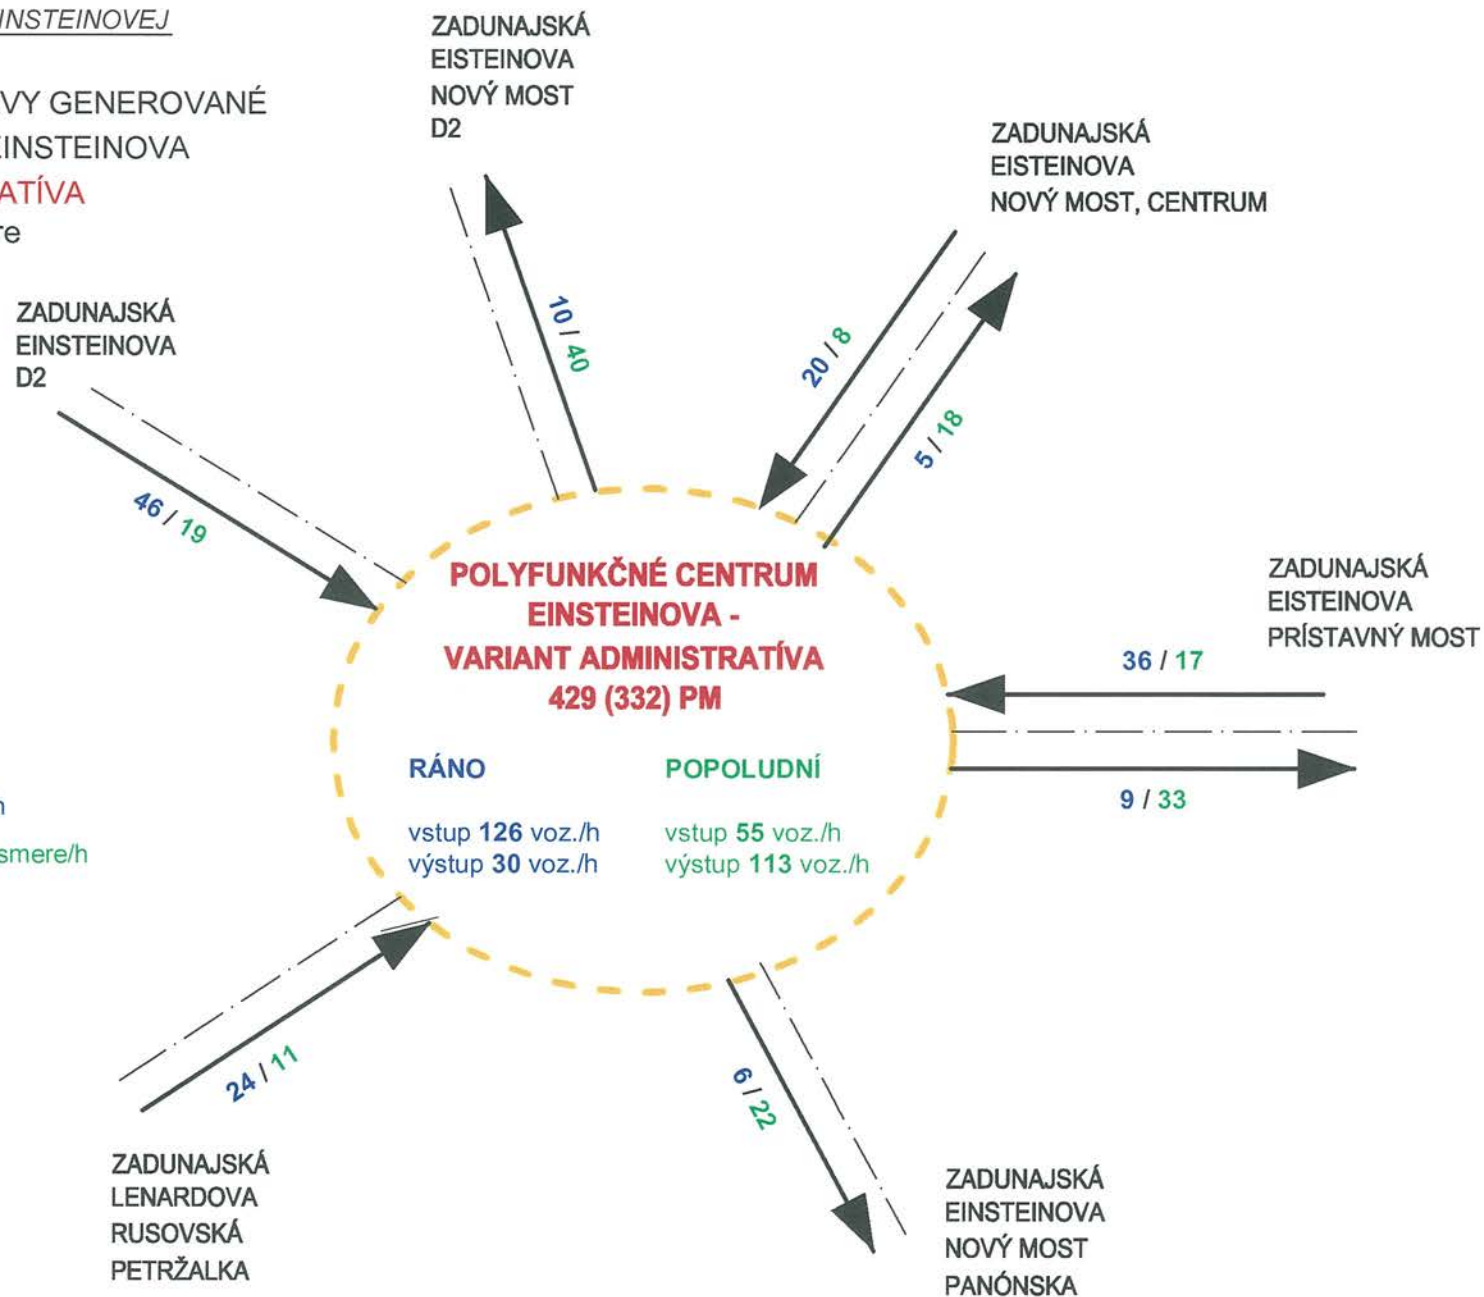 INSTEINOVEJ
VY GENEROVANÉ
EINSTEINOVA
ATÍVA
re
ZADUNAJSKÁ
EISTEINOVA
NOVÝ MOST
D2
ZADUNAJSKÁ
EISTEINOVA
NOVÝ MOST, CENTRUM
ZADUNAJSKÁ
EINSTEINOVA
D2
10 / 40
20 / 8
5 / 18
46 / 19
POLYFUNKČNÉ CENTRUM
EINSTEINOVA -
VARIANT ADMINISTRATÍVA
429 (332) PM
ZADUNAJSKÁ
EISTEINOVA
PRÍSTAVNÝ MOST
36 / 17
9 / 33
RÁNO
vstup 126 voz./h
výstup 30 voz./h
POPOLUDNÍ
vstup 55 voz./h
výstup 113 voz./h
smere/h
24 / 11
6 / 22
ZADUNAJSKÁ
LENARDOVA
RUSOVSKÁ
PETRŽALKA
ZADUNAJSKÁ
EINSTEINOVA
NOVÝ MOST
PANÓNSKA